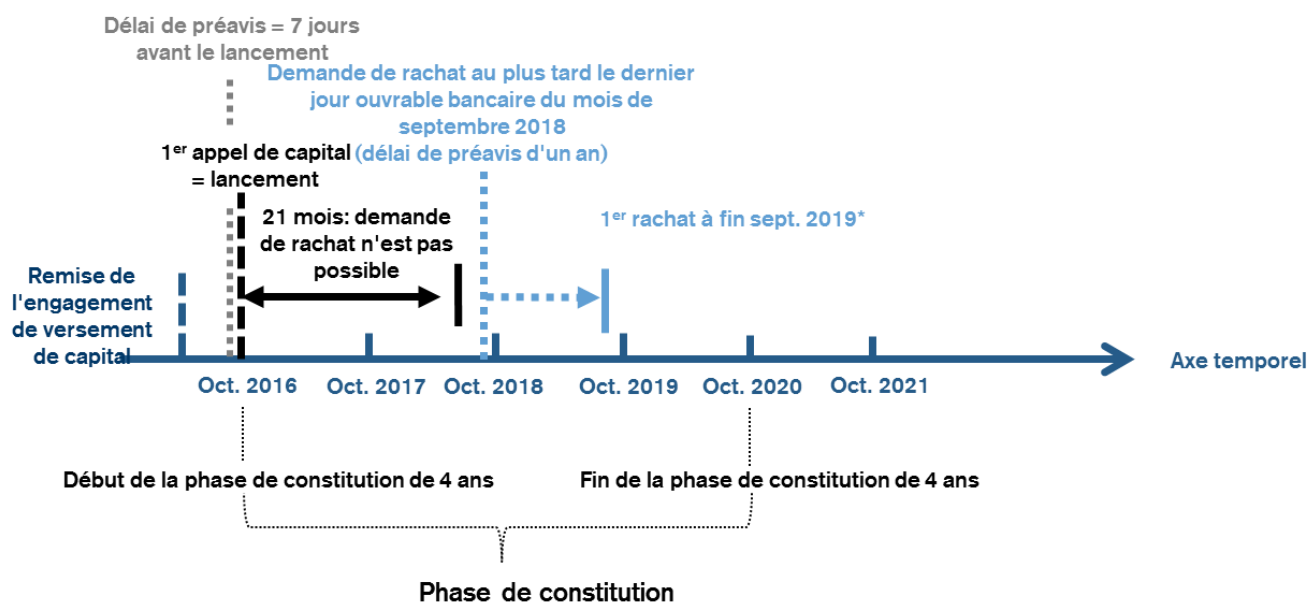 Délai de préavis = 7 jours
avant le lancement
Demande de rachat au plus tard le dernier
jour ouvrable bancaire du mois de
septembre 2018
(délai de préavis d'un an)
1er appel de capital
= lancement
21 mois: demande
de rachat n'est pas
possible
1er rachat à fin sept. 2019*
Remise de
l'engagement
de versement
de capital
Axe temporel
Oct. 2016
Oct. 2017
Oct. 2018
Oct. 2019
Oct. 2020
Oct. 2021
Début de la phase de constitution de 4 ans
Fin de la phase de constitution de 4 ans
Phase de constitution